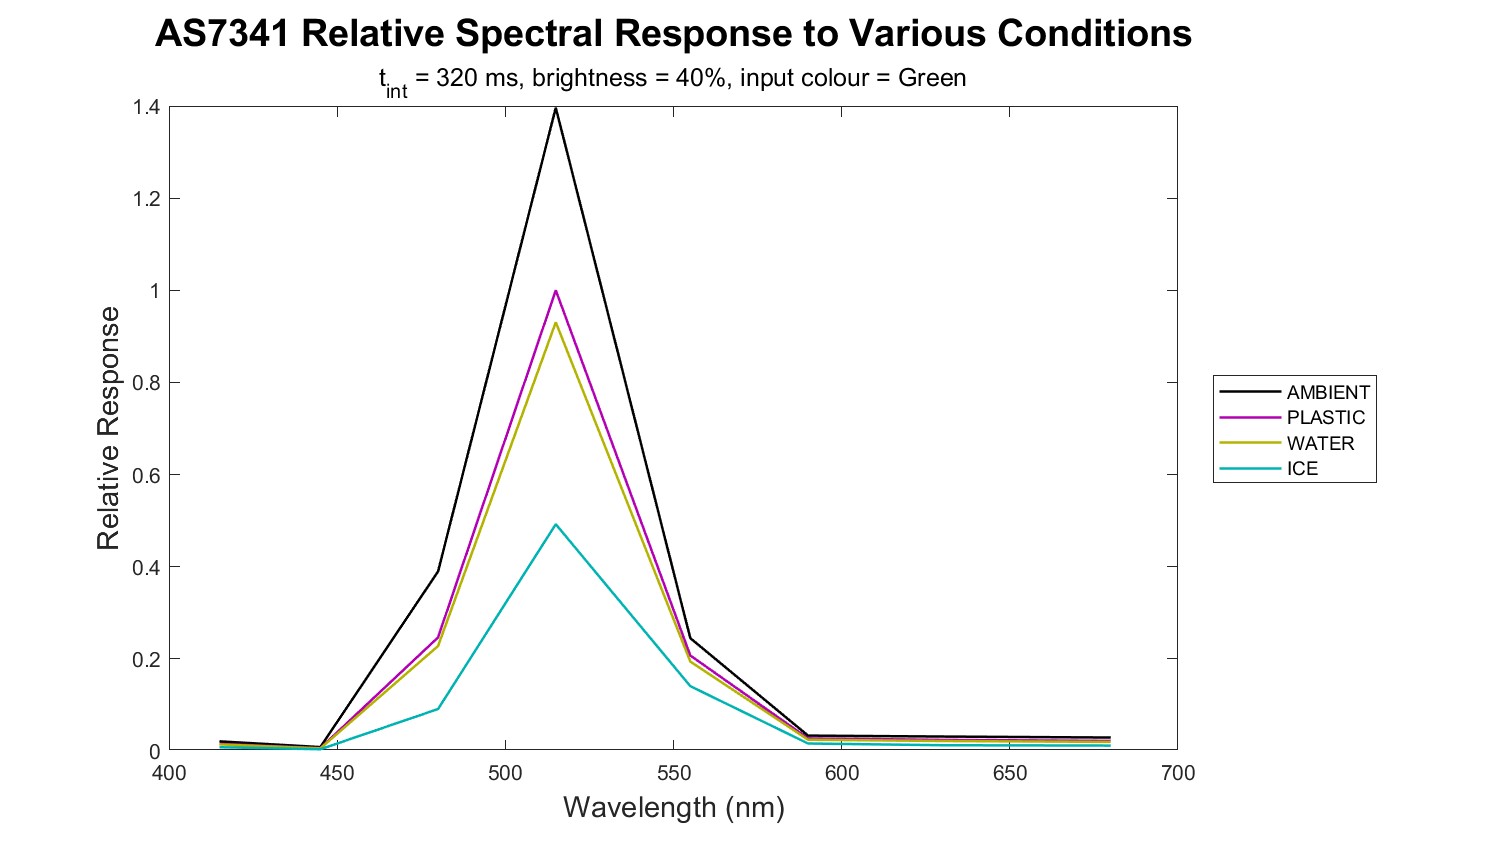 AS7341 Relative Spectral Response to Various Conditions
tint = 320 ms, brightness = 40%, input colour = Green
1.4
1.2
1
0.8
0.6
0.4
0.2
0
Relative Response
400 450 500 550 600 650 700
Wavelength (nm)
AMBIENT
PLASTIC
WATER
ICE